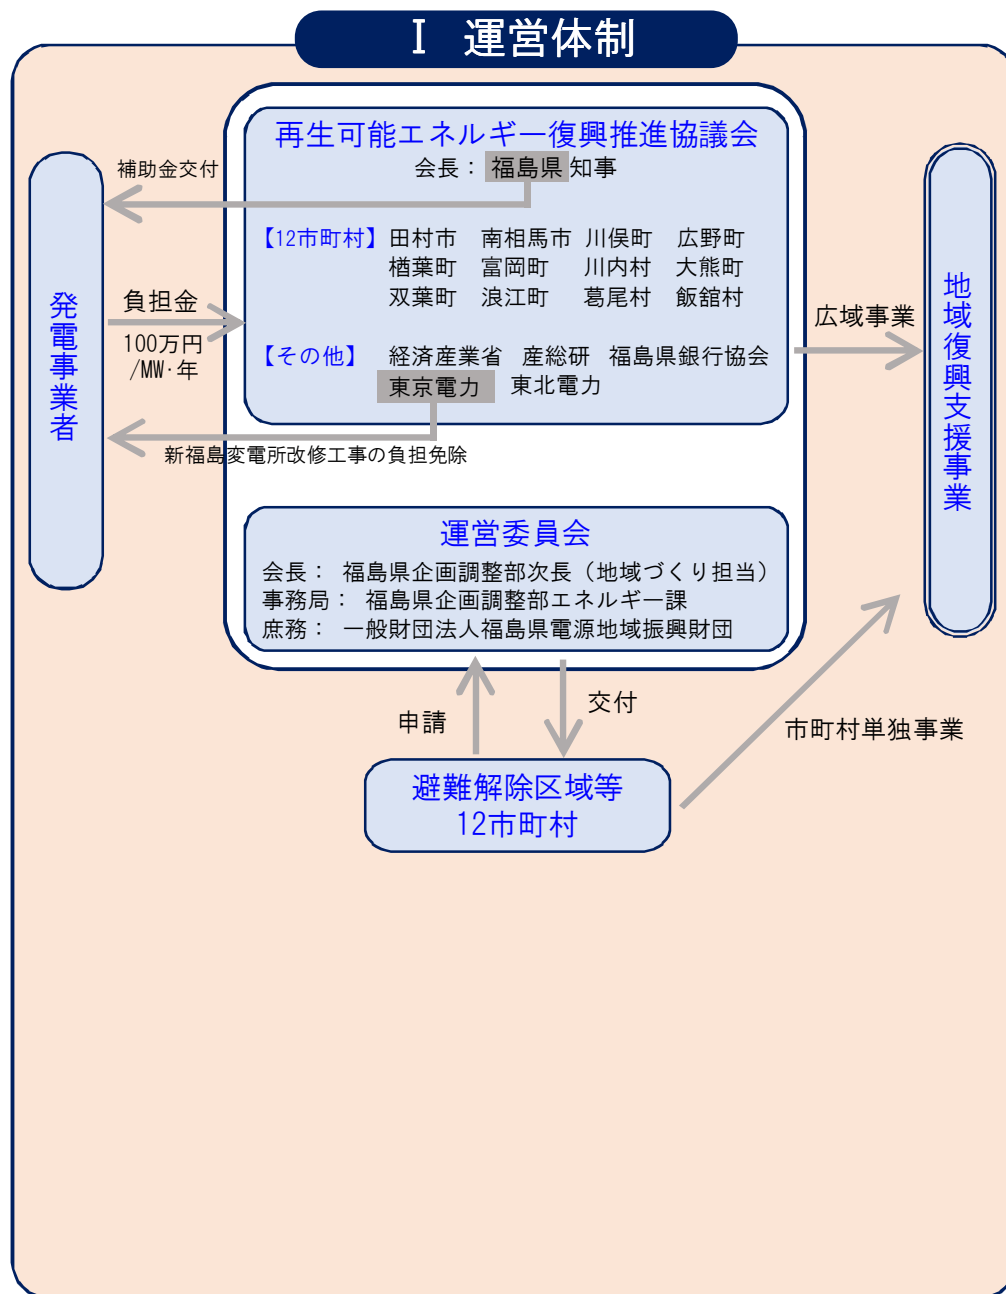 Ⅰ 運営体制
再生可能エネルギー復興推進協議会
会長： 福島県 知事
補助金交付
【12市町村】 田村市 南相馬市 川俣町 広野町
楢葉町 富岡町 川内村 大熊町
双葉町 浪江町 葛尾村 飯舘村
【その他】 経済産業省 産総研 福島県銀行協会
東京電力 東北電力
発電事業者
負担金
100万円
/MW・年
新福島変電所改修工事の負担免除
広域事業
地域復興支援事業
運営委員会
会長： 福島県企画調整部次長（地域づくり担当）
事務局： 福島県企画調整部エネルギー課
庶務： 一般財団法人福島県電源地域振興財団
申請
交付
市町村単独事業
避難解除区域等
12市町村